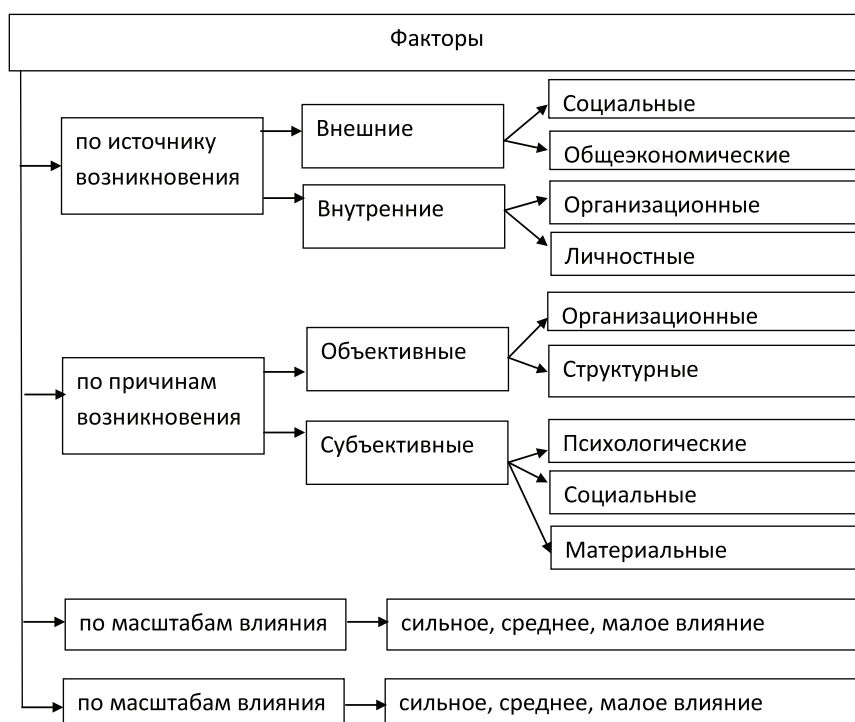 Факторы
по источнику
возникновения
Внешние
Социальные
Общеэкономические
Внутренние
Организационные
Личностные
по причинам
возникновения
Объективные
Организационные
Структурные
Субъективные
Психологические
Социальные
Материальные
по масштабам влияния
сильное, среднее, малое влияние
по масштабам влияния
сильное, среднее, малое влияние